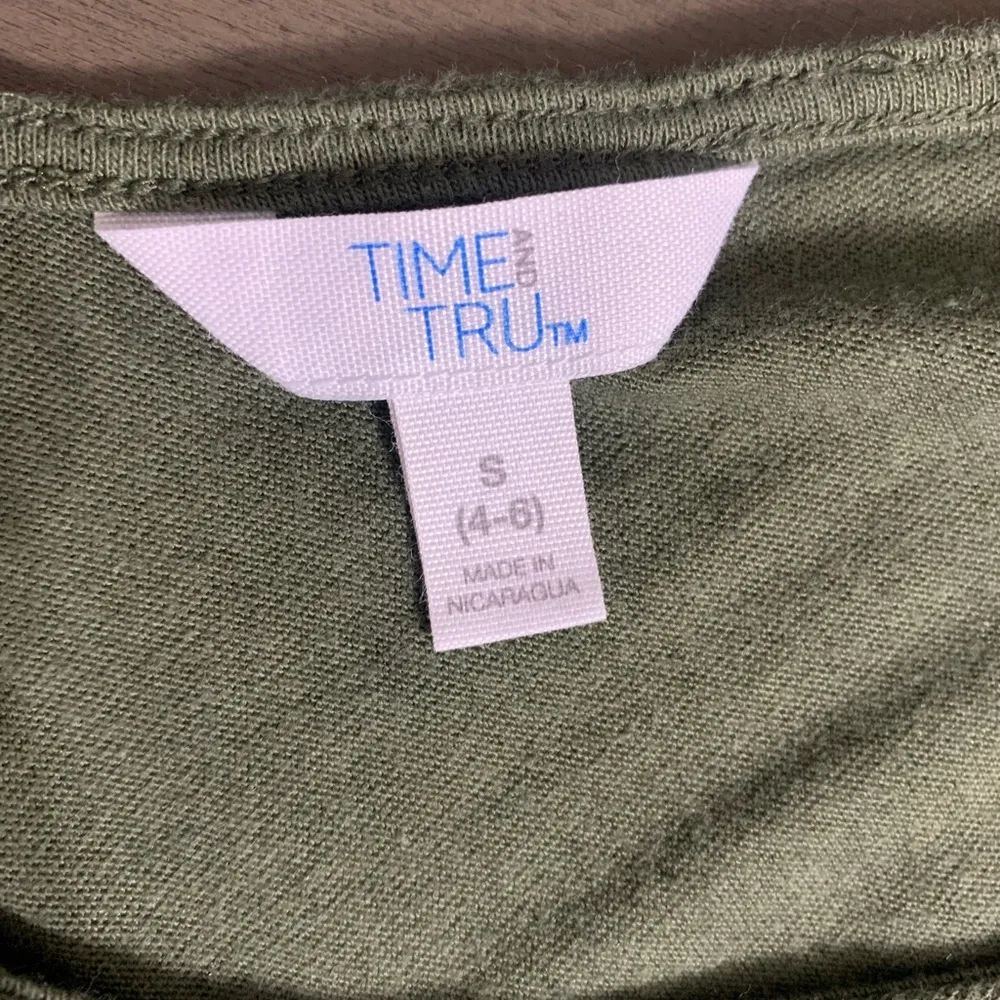 TIME AND
TRU™
S
(4-6)
MADE IN
NICARAGUA